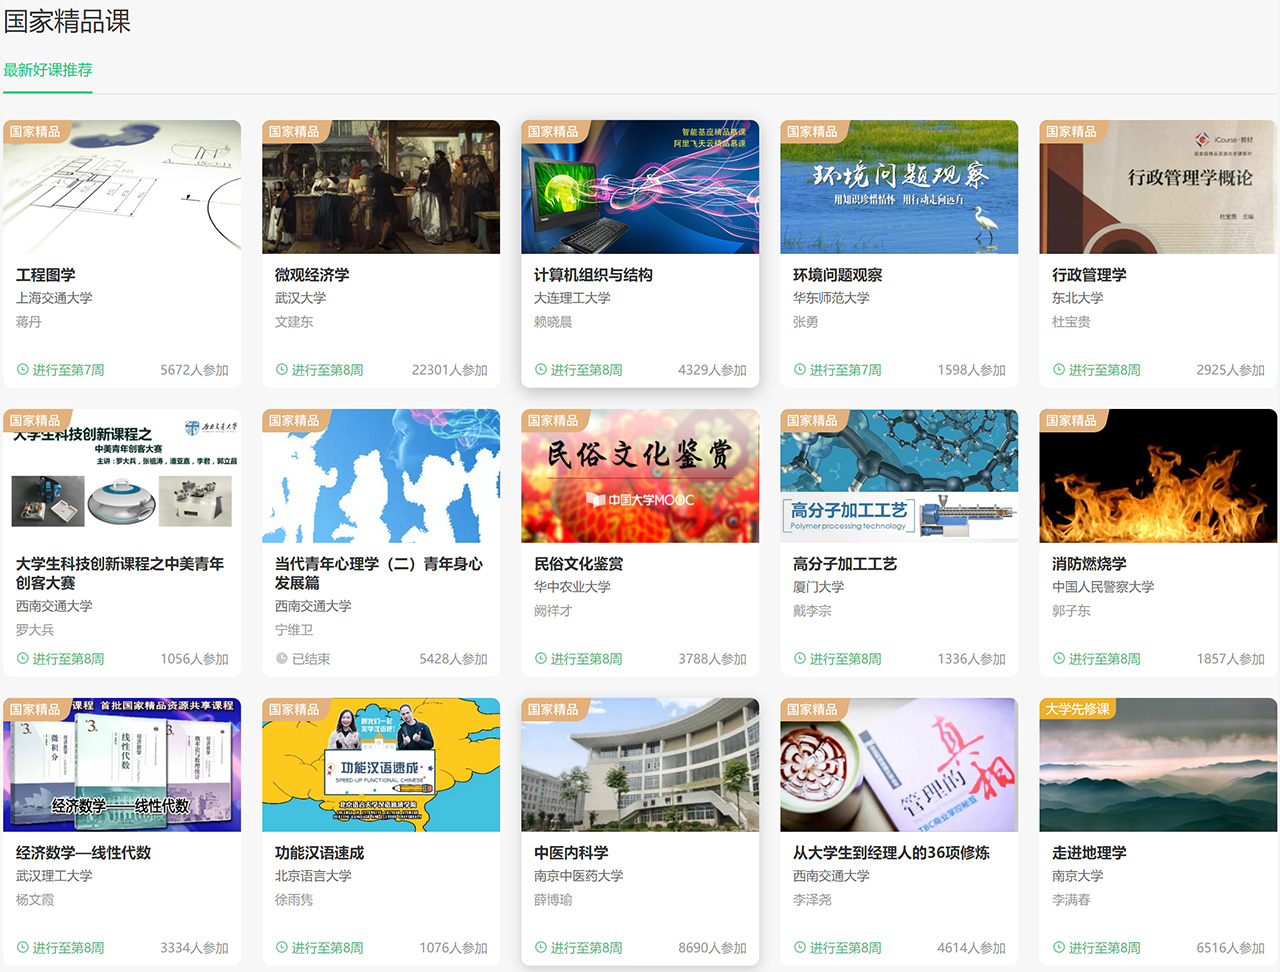 国家精品课
最新好课推荐
国家精品
工程图学
上海交通大学
蒋丹
进行至第7周
5672人参加
国家精品
微观经济学
武汉大学
文建东
进行至第8周
22301人参加
国家精品
智能基座精品慕课
阿里飞天云精品慕课
计算机组织与结构
大连理工大学
赖晓晨
进行至第8周
4329人参加
国家精品
环境问题观察
用知识珍惜情怀 用行动走向远方
环境问题观察
华东师范大学
张勇
进行至第7周
1598人参加
国家精品
iCourse·教材
国家级精品资源共享课教材
行政管理学概论
杜宝贵 主编
行政管理学
东北大学
杜宝贵
进行至第8周
2925人参加
国家精品
西南交通大学
大学生科技创新课程之
中美青年创客大赛
主讲：罗大兵，张祖涛，潘亚嘉，李君，郭立昌
大学生科技创新课程之中美青年
创客大赛
西南交通大学
罗大兵
进行至第8周
1056人参加
国家精品
当代青年心理学（二）青年身心
发展篇
西南交通大学
宁维卫
已结束
5428人参加
国家精品
民俗文化鉴赏
中国大学MOOC
民俗文化鉴赏
华中农业大学
阙祥才
进行至第8周
3788人参加
国家精品
高分子加工工艺
Polymer processing technology
高分子加工工艺
厦门大学
戴李宗
进行至第8周
1336人参加
国家精品
消防燃烧学
中国人民警察大学
郭子东
进行至第8周
1857人参加
国家精品
课程 首批国家精品资源共享课程
微积分
线性代数
概率论与数理统计
经济数学——线性代数
经济数学—线性代数
武汉理工大学
杨文霞
进行至第8周
3334人参加
国家精品
跟我们一起
来学汉语吧！
功能汉语速成
SPEED-UP FUNCTIONAL CHINESE
北京语言大学汉语速成学院
功能汉语速成
北京语言大学
徐雨隽
进行至第8周
1076人参加
国家精品
中医内科学
南京中医药大学
薛博瑜
进行至第8周
8690人参加
国家精品
管理的
真相
从大学生到经理人的36项修炼
西南交通大学
李泽尧
进行至第8周
4614人参加
大学先修课
走进地理学
南京大学
李满春
进行至第8周
6516人参加